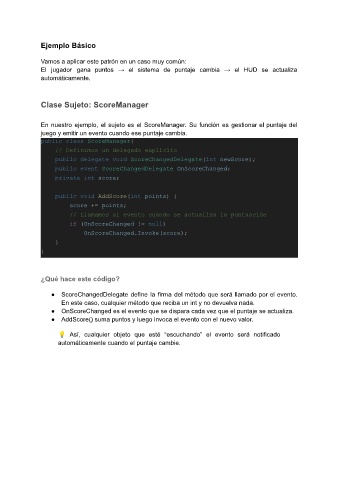 Ejemplo Básico
Vamos a aplicar este patrón en un caso muy común:
El jugador gana puntos → el sistema de puntaje cambia → el HUD se actualiza
automáticamente.
Clase Sujeto: ScoreManager
En nuestro ejemplo, el sujeto es el ScoreManager. Su función es gestionar el puntaje del
juego y emitir un evento cuando ese puntaje cambia.
public class ScoreManager{
// Definimos un delegado explícito
public delegate void ScoreChangedDelegate(int newScore);
public event ScoreChangedDelegate OnScoreChanged;
private int score;
public void AddScore(int points) {
score += points;
// Llamamos al evento cuando se actualiza la puntuación
if (OnScoreChanged != null)
OnScoreChanged.Invoke(score);
}
}
¿Qué hace este código?
● ScoreChangedDelegate define la firma del método que será llamado por el evento.
En este caso, cualquier método que reciba un int y no devuelva nada.
● OnScoreChanged es el evento que se dispara cada vez que el puntaje se actualiza.
● AddScore() suma puntos y luego invoca el evento con el nuevo valor.
💡 Así, cualquier objeto que esté “escuchando” el evento será notificado
automáticamente cuando el puntaje cambie.